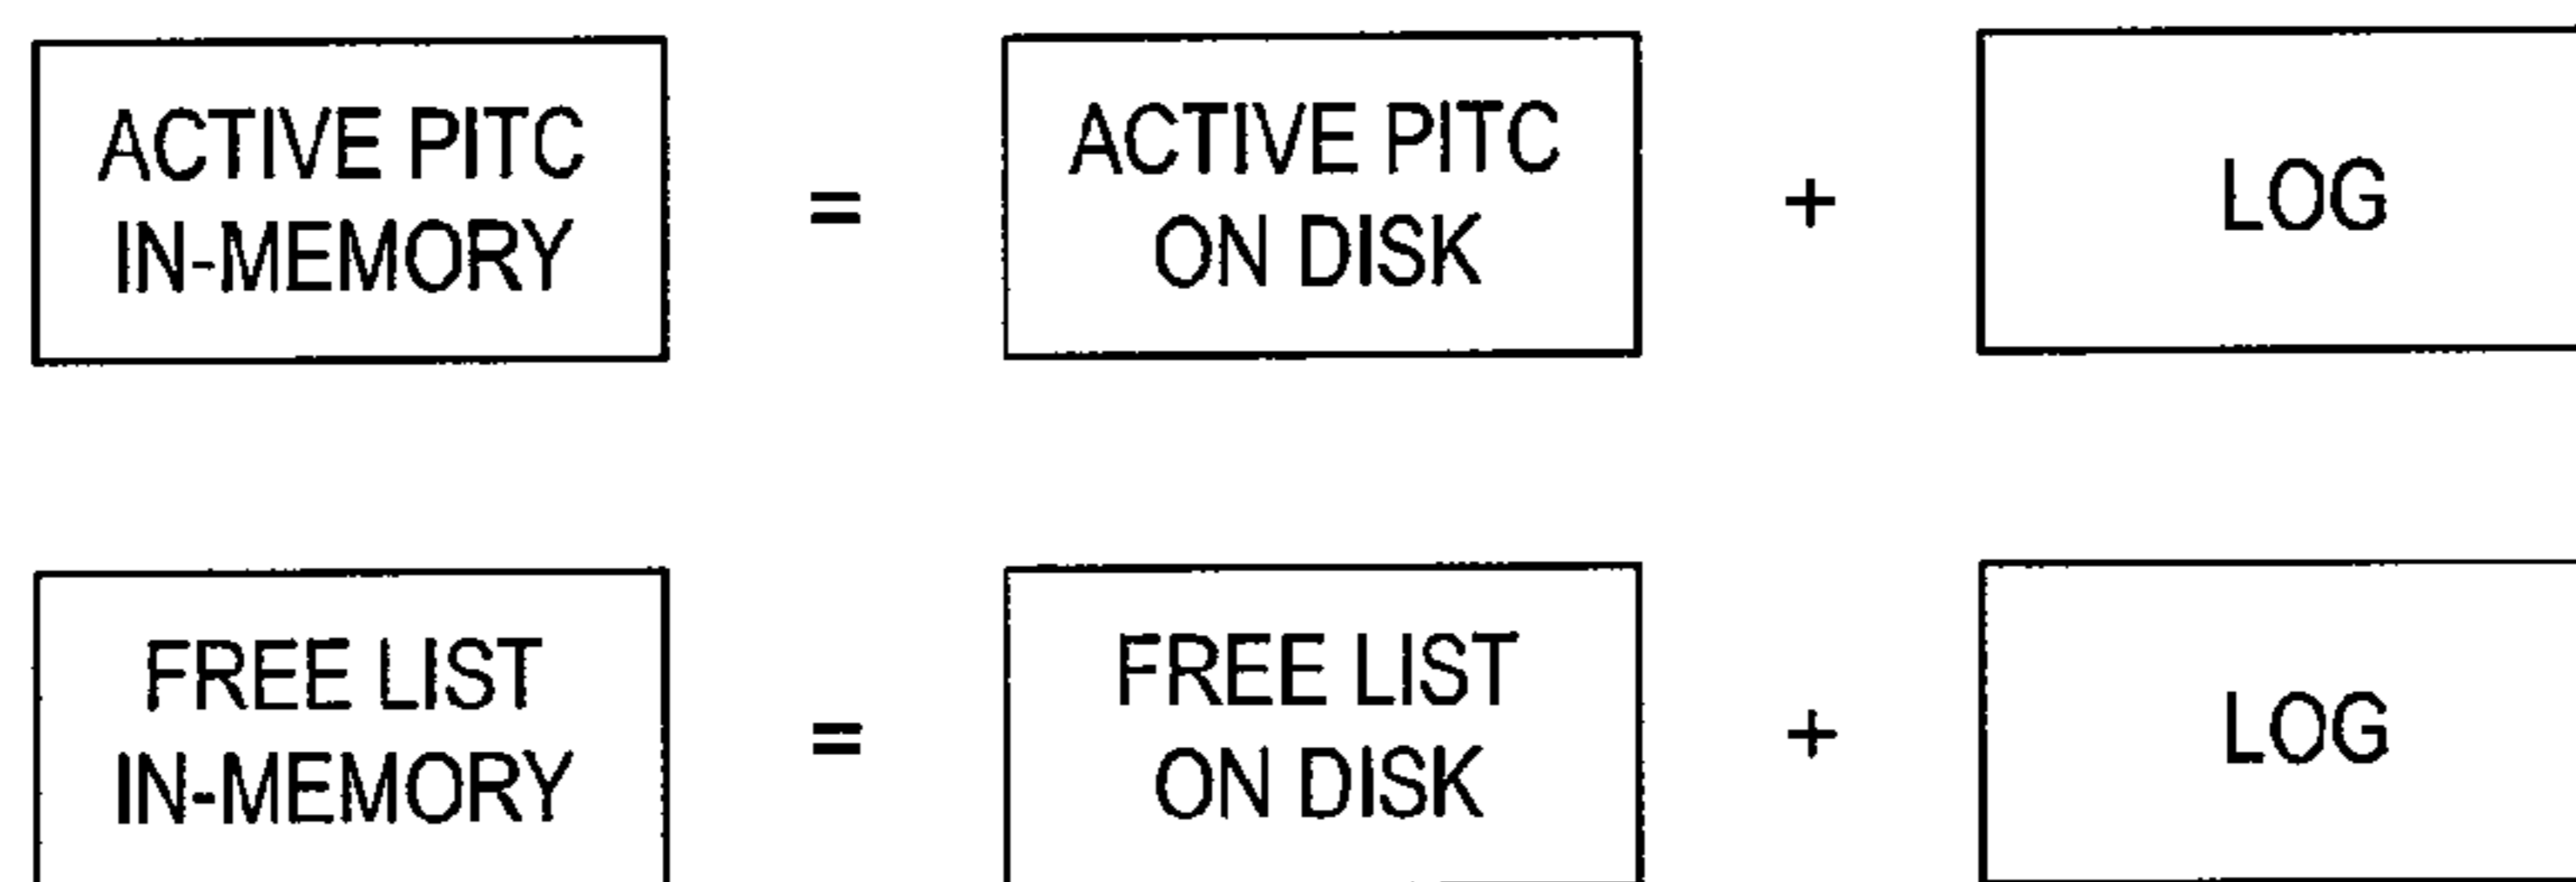 ACTIVE PITC
IN-MEMORY
=
ACTIVE PITC
ON DISK
+
LOG
FREE LIST
IN-MEMORY
=
FREE LIST
ON DISK
+
LOG